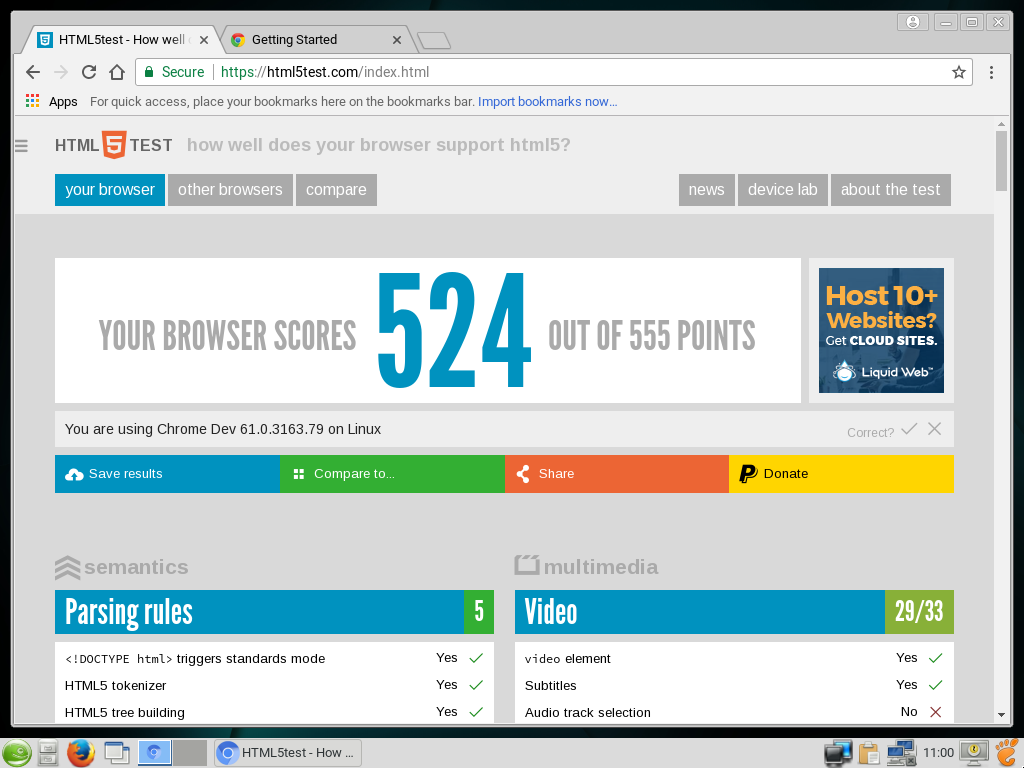 HTML5test - How well
Getting Started
Secure
https://html5test.com/index.html
Apps
For quick access, place your bookmarks here on the bookmarks bar. Import bookmarks now...
HTML 5 TEST how well does your browser support html5?
your browser
other browsers
compare
news
device lab
about the test
YOUR BROWSER SCORES 524 OUT OF 555 POINTS
Host 10+
Websites?
Get CLOUD SITES.
Liquid Web™
You are using Chrome Dev 61.0.3163.79 on Linux
Correct?
Save results
Compare to...
Share
Donate
semantics
Parsing rules 5
<!DOCTYPE html> triggers standards mode Yes
HTML5 tokenizer Yes
HTML5 tree building Yes
multimedia
Video 29/33
video element Yes
Subtitles Yes
Audio track selection No
HTML5test - How ...
11:00